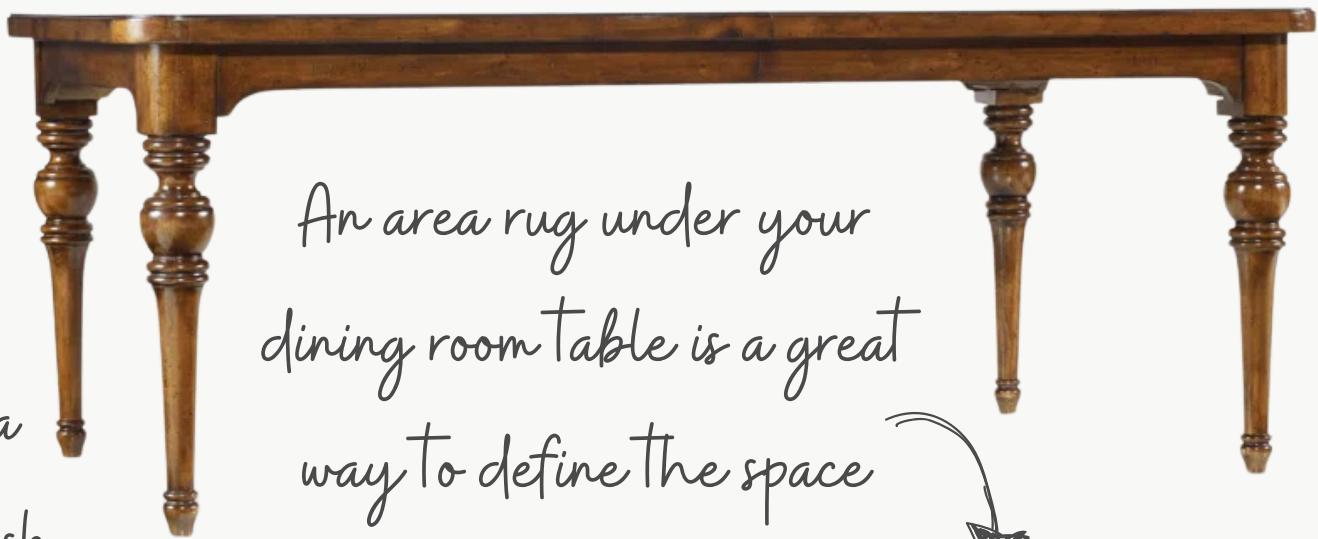 An area rug under your
dining room table is a great
way to define the space